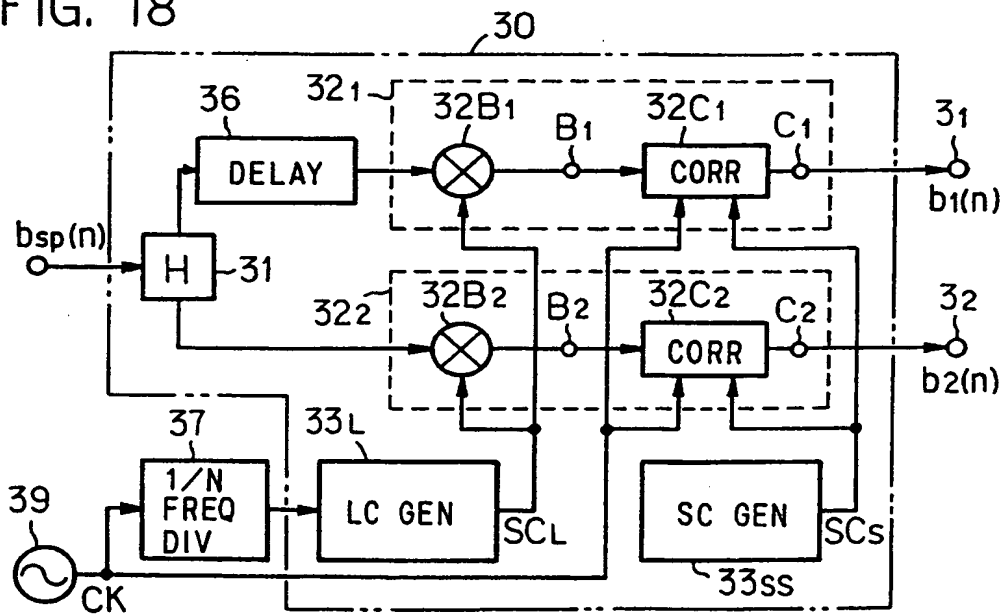 FIG. 18
30
36
DELAY
321
32B1
B1
32C1
CORR
C1
31
b1(n)
bsp(n)
H
31
322
32B2
B2
32C2
CORR
C2
32
b2(n)
39
CK
37
1/N
FREQ
DIV
33L
LC GEN
SCL
SC GEN
SCS
33SS